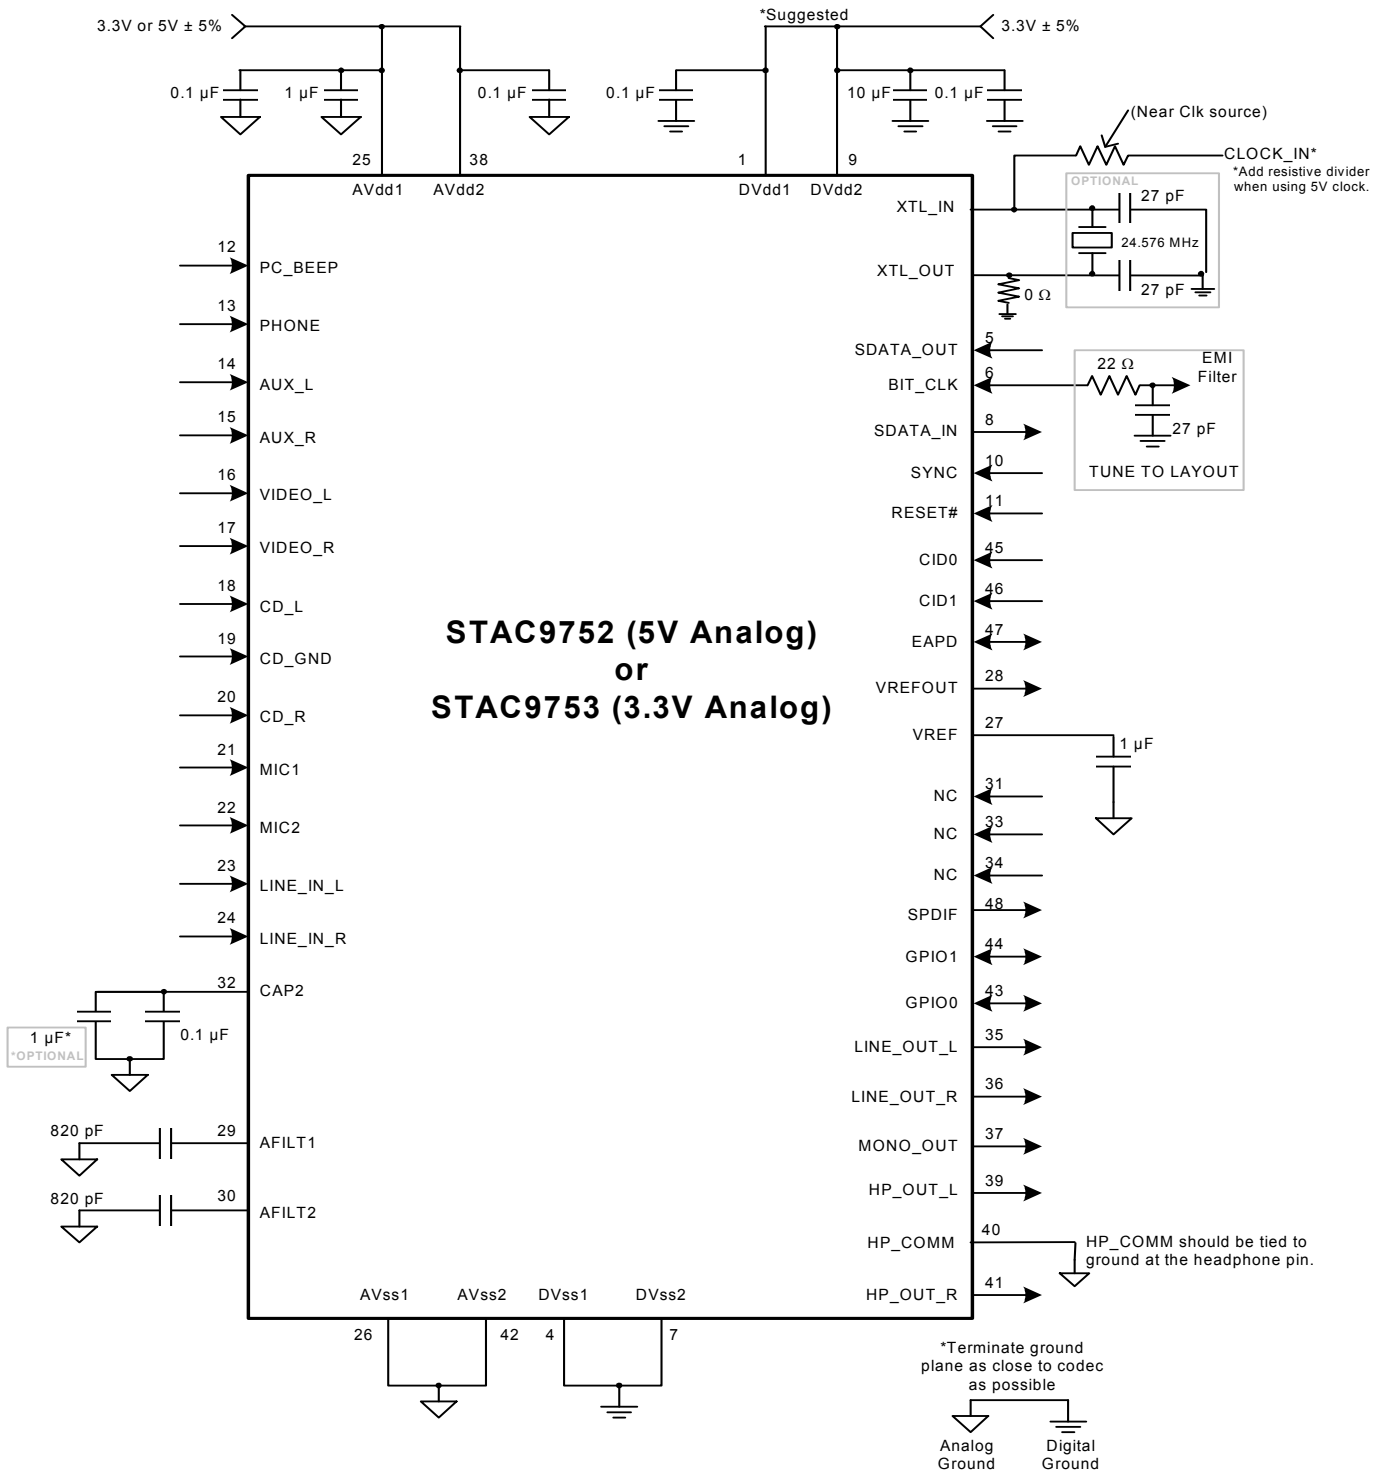 3.3V or 5V ± 5%
*Suggested
3.3V ± 5%
0.1 µF
1 µF
0.1 µF
0.1 µF
10 µF
0.1 µF
(Near Clk source)
CLOCK_IN*
*Add resistive divider
when using 5V clock.
25
38
1
9
AVdd1
AVdd2
DVdd1
DVdd2
OPTIONAL
27 pF
24.576 MHz
27 pF
XTL_IN
XTL_OUT
0 Ω
12
PC_BEEP
13
PHONE
14
AUX_L
15
AUX_R
16
VIDEO_L
17
VIDEO_R
18
CD_L
19
CD_GND
20
CD_R
21
MIC1
22
MIC2
23
LINE_IN_L
24
LINE_IN_R
32
CAP2
1 µF*
*OPTIONAL
0.1 µF
820 pF
29
AFILT1
820 pF
30
AFILT2
STAC9752 (5V Analog)
or
STAC9753 (3.3V Analog)
SDATA_OUT
5
BIT_CLK
6
22 Ω
EMI
Filter
27 pF
TUNE TO LAYOUT
SDATA_IN
8
SYNC
10
RESET#
11
CID0
45
CID1
46
EAPD
47
VREFOUT
28
VREF
27
1 µF
NC
31
NC
33
NC
34
SPDIF
48
GPIO1
44
GPIO0
43
LINE_OUT_L
35
LINE_OUT_R
36
MONO_OUT
37
HP_OUT_L
39
HP_COMM
40
HP_COMM should be tied to
ground at the headphone pin.
HP_OUT_R
41
AVss1
AVss2
DVss1
DVss2
26
42
4
7
*Terminate ground
plane as close to codec
as possible
Analog
Ground
Digital
Ground